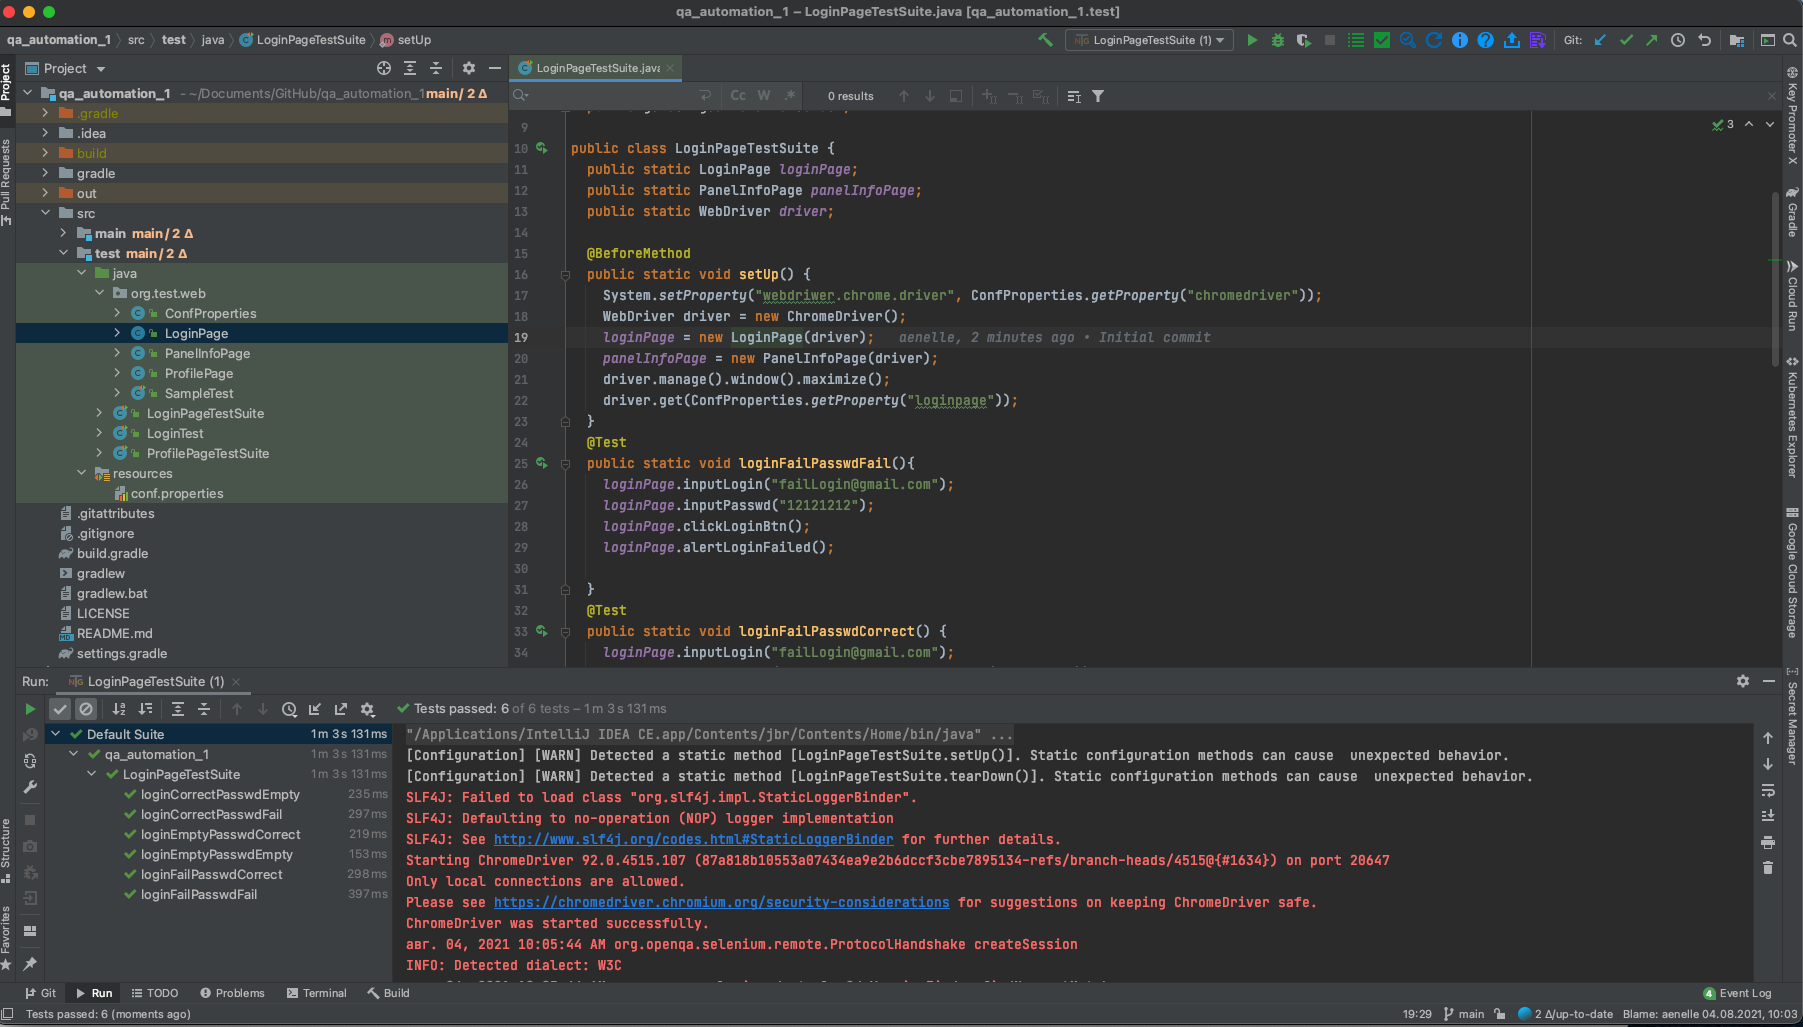 qa_automation_1 – LoginPageTestSuite.java [qa_automation_1.test]
qa_automation_1 src test java LoginPageTestSuite setUp
LoginPageTestSuite (1) Git:
Project
LoginPageTestSuite.java
qa_automation_1 - ~/Documents/GitHub/qa_automation_1 main / 2 Δ
.gradle
.idea
build
gradle
out
src
main main / 2 Δ
test main / 2 Δ
java
org.test.web
ConfProperties
LoginPage
PanelInfoPage
ProfilePage
SampleTest
LoginPageTestSuite
LoginTest
ProfilePageTestSuite
resources
conf.properties
.gitattributes
.gitignore
build.gradle
gradlew
gradlew.bat
LICENSE
README.md
settings.gradle
Cc W .* 0 results
3
9
10 public class LoginPageTestSuite {
11 public static LoginPage loginPage;
12 public static PanelInfoPage panelInfoPage;
13 public static WebDriver driver;
14
15 @BeforeMethod
16 public static void setUp() {
17 System.setProperty("webdriwer.chrome.driver", ConfProperties.getProperty("chromedriver"));
18 WebDriver driver = new ChromeDriver();
19 loginPage = new LoginPage(driver); aenelle, 2 minutes ago • Initial commit
20 panelInfoPage = new PanelInfoPage(driver);
21 driver.manage().window().maximize();
22 driver.get(ConfProperties.getProperty("loginpage"));
23 }
24 @Test
25 public static void loginFailPasswdFail(){
26 loginPage.inputLogin("failLogin@gmail.com");
27 loginPage.inputPasswd("12121212");
28 loginPage.clickLoginBtn();
29 loginPage.alertLoginFailed();
30
31 }
32 @Test
33 public static void loginFailPasswdCorrect() {
34 loginPage.inputLogin("failLogin@gmail.com");
Project
Pull Requests
Structure
Favorites
Key Promoter X
Gradle
Cloud Run
Kubernetes Explorer
Google Cloud Storage
Secret Manager
Run: LoginPageTestSuite (1)
Tests passed: 6 of 6 tests – 1 m 3 s 131 ms
Default Suite 1 m 3 s 131 ms
qa_automation_1 1 m 3 s 131 ms
LoginPageTestSuite 1 m 3 s 131 ms
loginCorrectPasswdEmpty 235 ms
loginCorrectPasswdFail 297 ms
loginEmptyPasswdCorrect 219 ms
loginEmptyPasswdEmpty 153 ms
loginFailPasswdCorrect 298 ms
loginFailPasswdFail 397 ms
"/Applications/IntelliJ IDEA CE.app/Contents/jbr/Contents/Home/bin/java" ...
[Configuration] [WARN] Detected a static method [LoginPageTestSuite.setUp()]. Static configuration methods can cause  unexpected behavior.
[Configuration] [WARN] Detected a static method [LoginPageTestSuite.tearDown()]. Static configuration methods can cause  unexpected behavior.
SLF4J: Failed to load class "org.slf4j.impl.StaticLoggerBinder".
SLF4J: Defaulting to no-operation (NOP) logger implementation
SLF4J: See http://www.slf4j.org/codes.html#StaticLoggerBinder for further details.
Starting ChromeDriver 92.0.4515.107 (87a818b10553a07434ea9e2b6dccf3cbe7895134-refs/branch-heads/4515@{#1634}) on port 20647
Only local connections are allowed.
Please see https://chromedriver.chromium.org/security-considerations for suggestions on keeping ChromeDriver safe.
ChromeDriver was started successfully.
авг. 04, 2021 10:05:44 AM org.openqa.selenium.remote.ProtocolHandshake createSession
INFO: Detected dialect: W3C
Git Run TODO Problems Terminal Build 4 Event Log
Tests passed: 6 (moments ago) 19:29 main 2 Δ/up-to-date Blame: aenelle 04.08.2021, 10:03